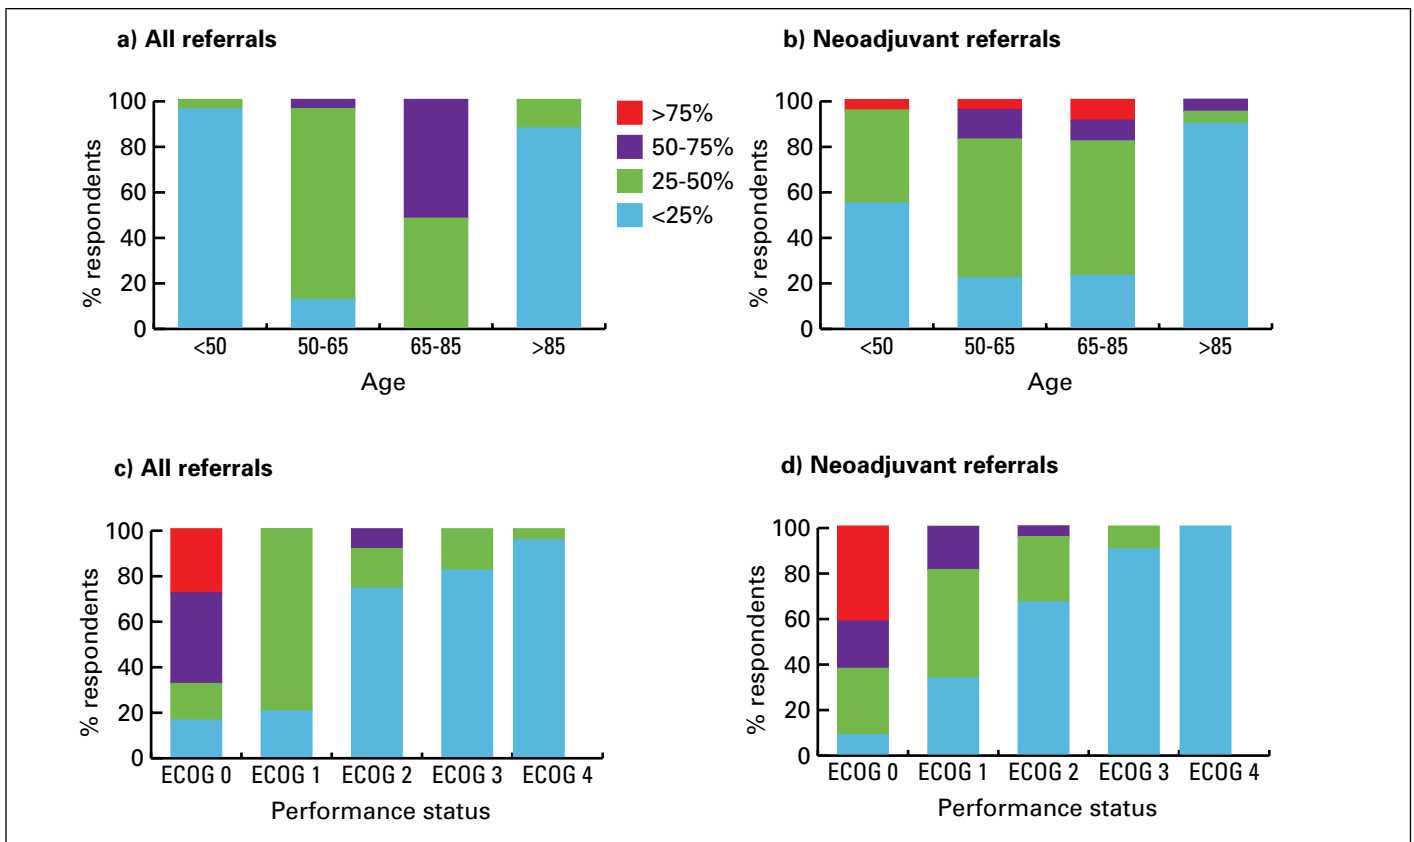 a) All referrals
100
80
60
40
20
0
% respondents
<50 50-65 65-85 >85
Age
>75%
50-75%
25-50%
<25%
b) Neoadjuvant referrals
100
80
60
40
20
0
% respondents
<50 50-65 65-85 >85
Age
c) All referrals
100
80
60
40
20
0
% respondents
ECOG 0 ECOG 1 ECOG 2 ECOG 3 ECOG 4
Performance status
d) Neoadjuvant referrals
100
80
60
40
20
0
% respondents
ECOG 0 ECOG 1 ECOG 2 ECOG 3 ECOG 4
Performance status